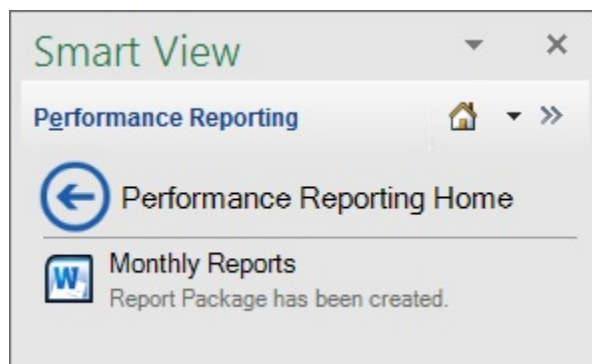 Smart View
Performance Reporting
Performance Reporting Home
Monthly Reports
Report Package has been created.